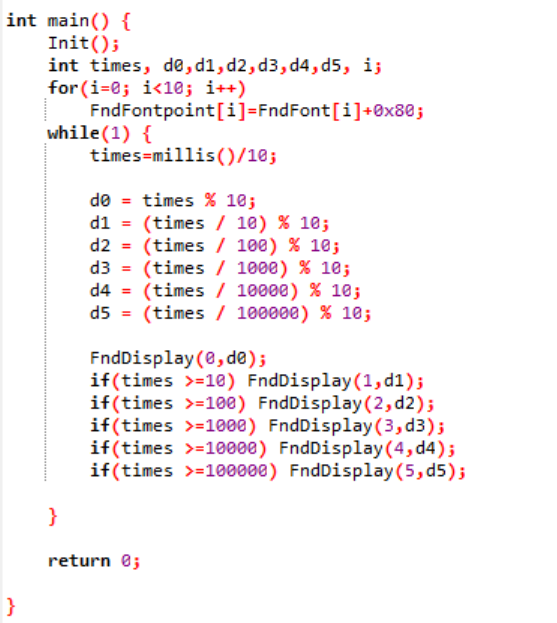 int main() {
    Init();
    int times, d0,d1,d2,d3,d4,d5, i;
    for(i=0; i<10; i++)
        FndFontpoint[i]=FndFont[i]+0x80;
    while(1) {
        times=millis()/10;

        d0 = times % 10;
        d1 = (times / 10) % 10;
        d2 = (times / 100) % 10;
        d3 = (times / 1000) % 10;
        d4 = (times / 10000) % 10;
        d5 = (times / 100000) % 10;

        FndDisplay(0,d0);
        if(times >=10) FndDisplay(1,d1);
        if(times >=100) FndDisplay(2,d2);
        if(times >=1000) FndDisplay(3,d3);
        if(times >=10000) FndDisplay(4,d4);
        if(times >=100000) FndDisplay(5,d5);

    }

    return 0;

}